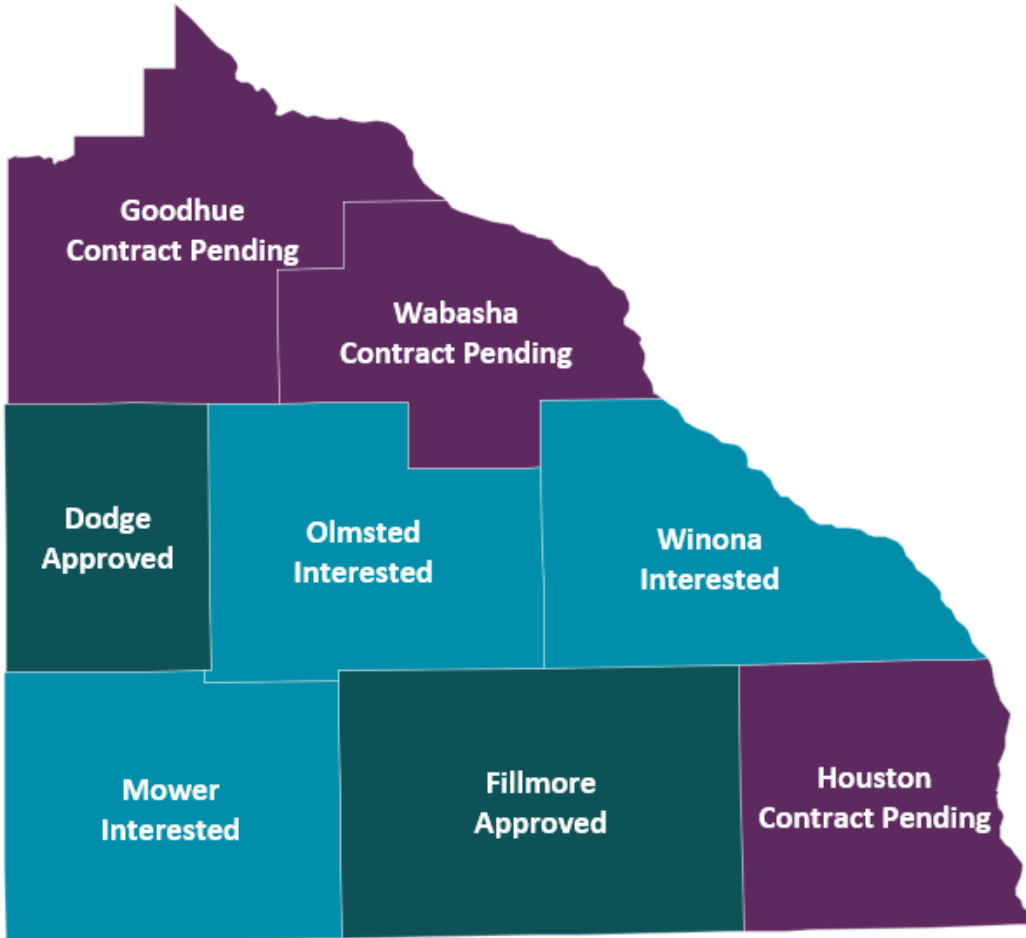 Goodhue
Contract Pending
Wabasha
Contract Pending
Dodge
Approved
Olmsted
Interested
Winona
Interested
Mower
Interested
Fillmore
Approved
Houston
Contract Pending